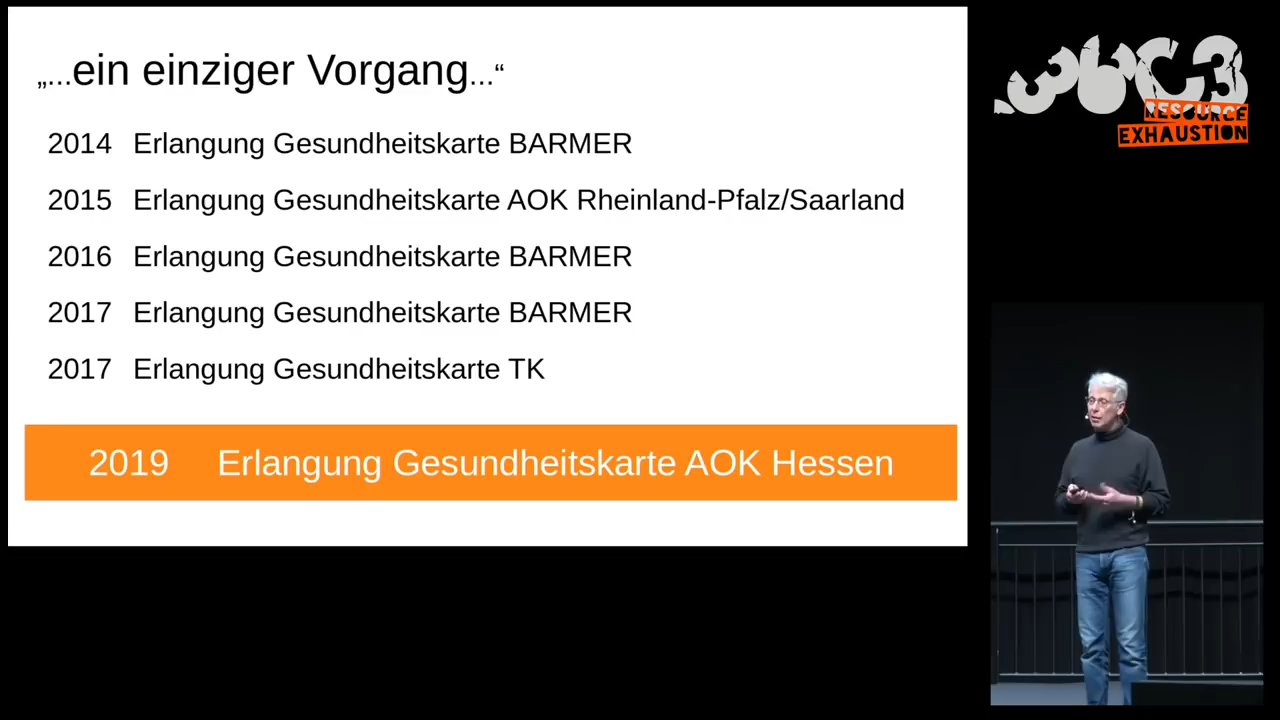 „...ein einziger Vorgang...“
2014 Erlangung Gesundheitskarte BARMER
2015 Erlangung Gesundheitskarte AOK Rheinland-Pfalz/Saarland
2016 Erlangung Gesundheitskarte BARMER
2017 Erlangung Gesundheitskarte BARMER
2017 Erlangung Gesundheitskarte TK
2019 Erlangung Gesundheitskarte AOK Hessen
36C3
RESOURCE
EXHAUSTION